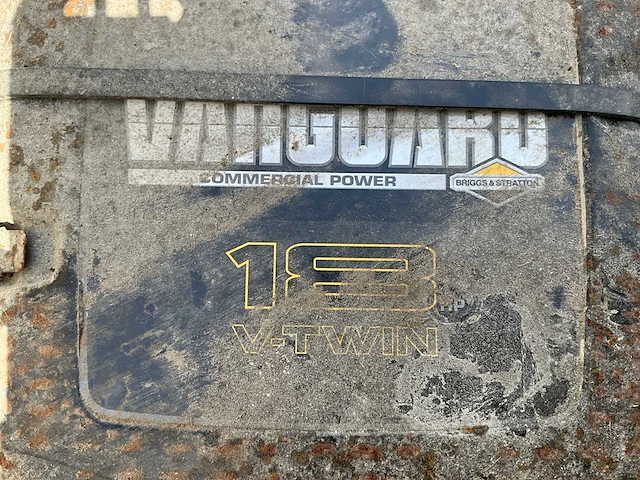 VANGUARD
COMMERCIAL POWER
BRIGGS & STRATTON
18 HP
V-TWIN